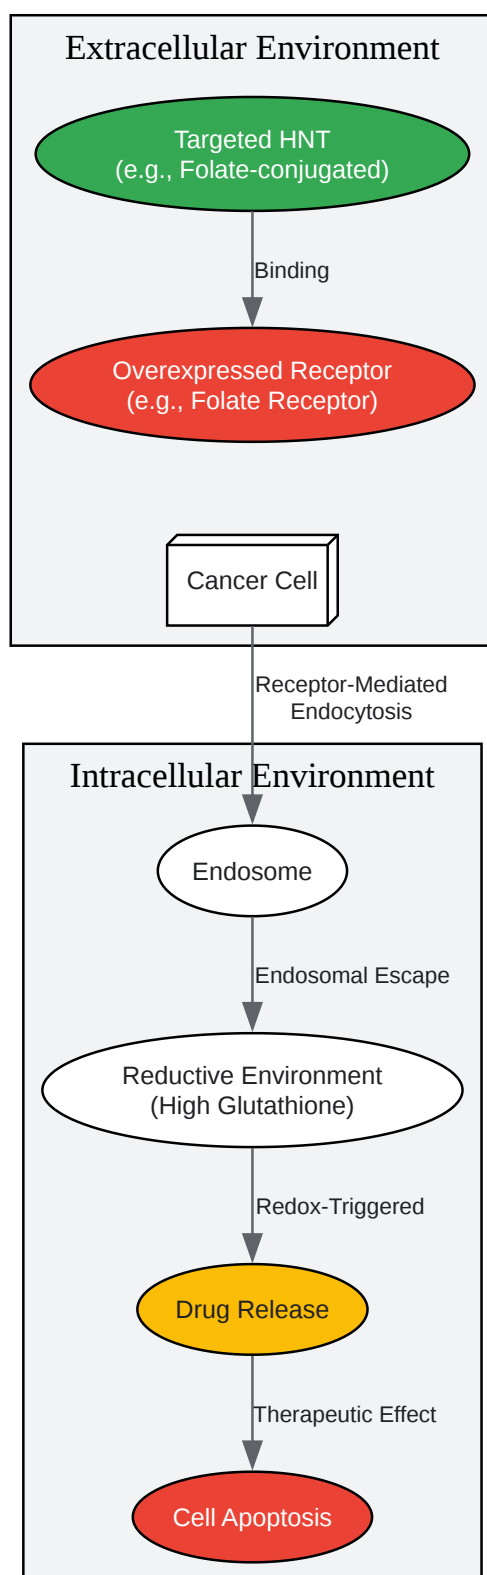 Extracellular Environment
Targeted HNT
(e.g., Folate-conjugated)
Binding
Overexpressed Receptor
(e.g., Folate Receptor)
Cancer Cell
Receptor-Mediated
Endocytosis
Intracellular Environment
Endosome
Endosomal Escape
Reductive Environment
(High Glutathione)
Redox-Triggered
Drug Release
Therapeutic Effect
Cell Apoptosis